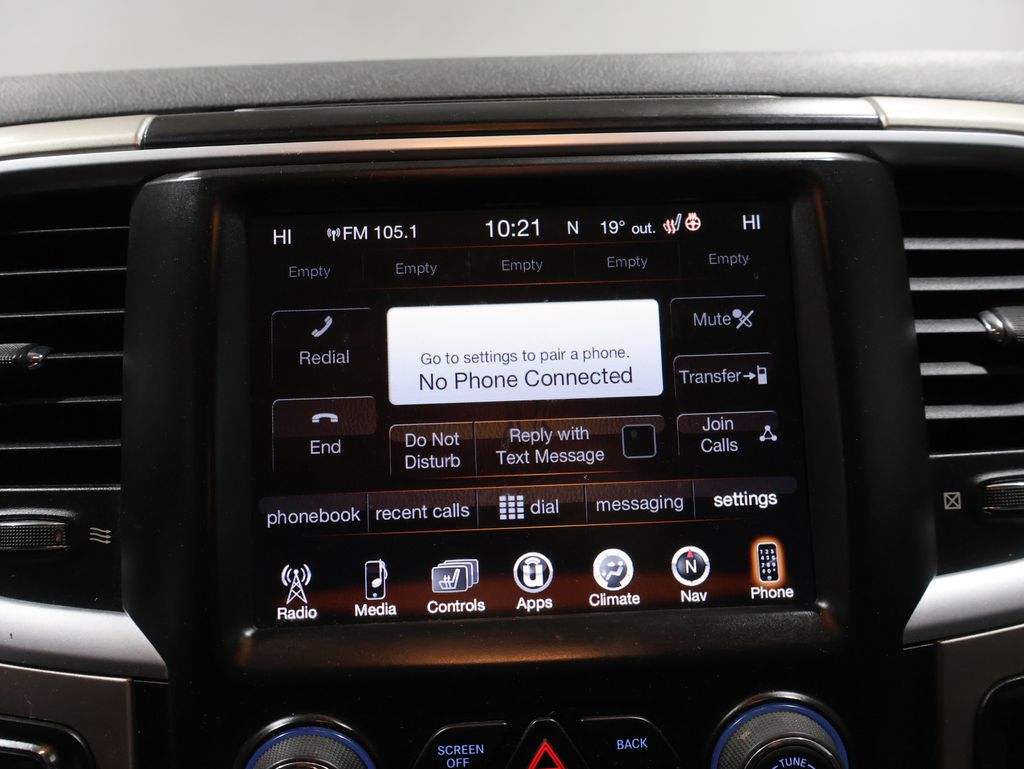 HI FM 105.1 10:21 N 19° out. HI
Empty Empty Empty Empty Empty
Redial
Go to settings to pair a phone.
No Phone Connected
Mute
Transfer
End
Do Not
Disturb
Reply with
Text Message
Join
Calls
phonebook recent calls dial messaging settings
N
Radio Media Controls Apps Climate Nav Phone
SCREEN
OFF
BACK
TUNE